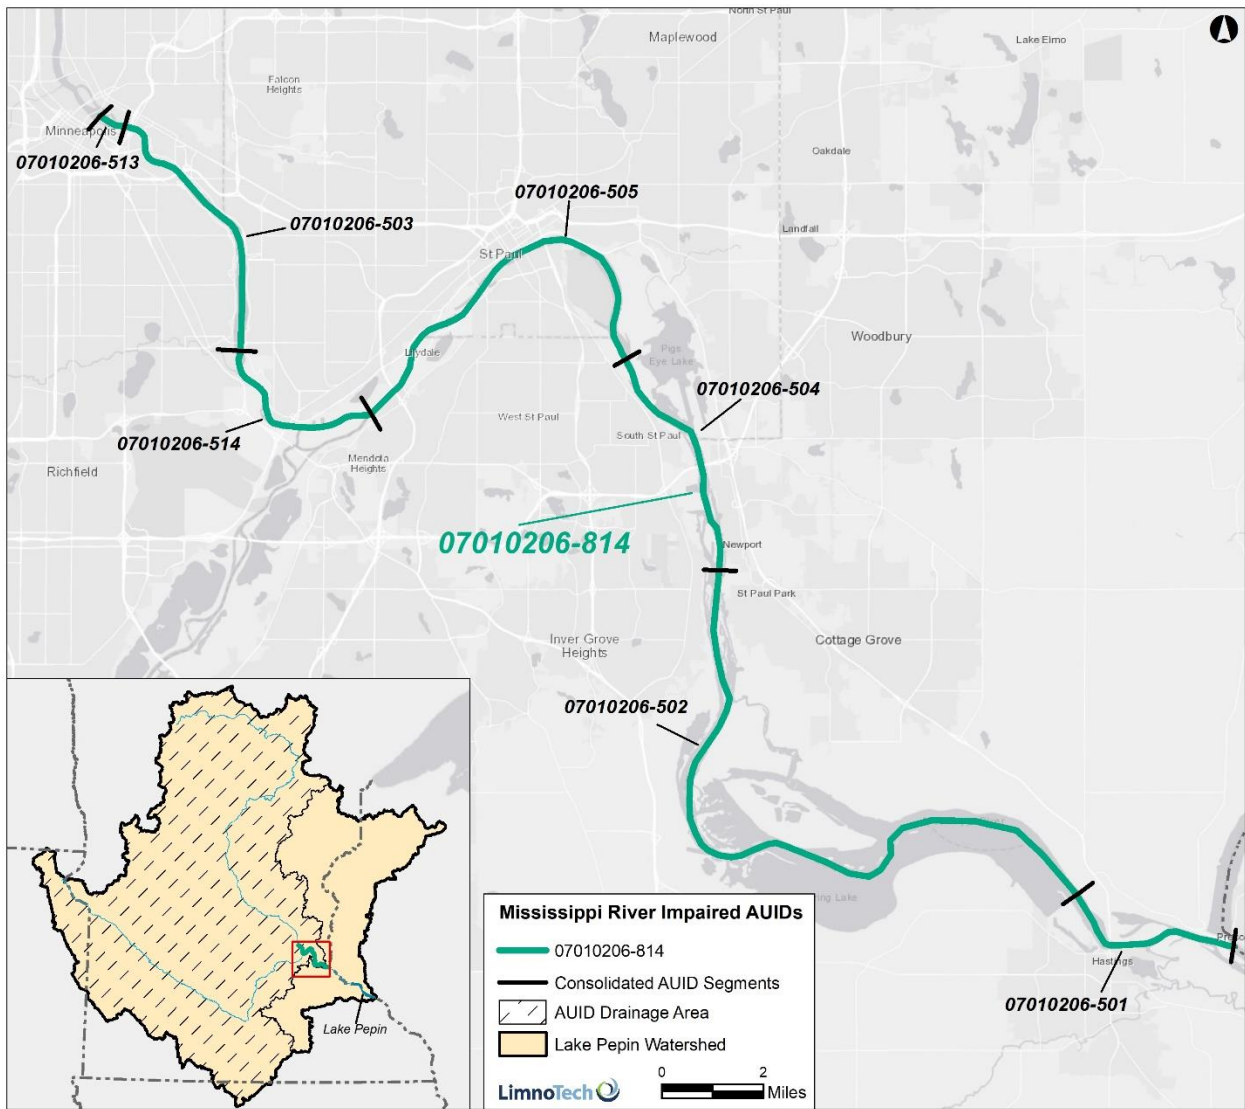 North St Paul
Maplewood
Lake Elmo
Falcon
Heights
Minneapolis
07010206-513
Oakdale
07010206-505
07010206-503
Landfall
St Paul
Woodbury
Pigs
Eye Lake
Lilydale
07010206-504
West St Paul
South St Paul
07010206-514
Mendota
Heights
Richfield
07010206-814
Newport
St Paul Park
Inver Grove
Heights
Cottage Grove
07010206-502
Hastings
07010206-501
Lake Pepin
Mississippi River Impaired AUIDs
07010206-814
Consolidated AUID Segments
AUID Drainage Area
Lake Pepin Watershed
LimnoTech
0 2
Miles